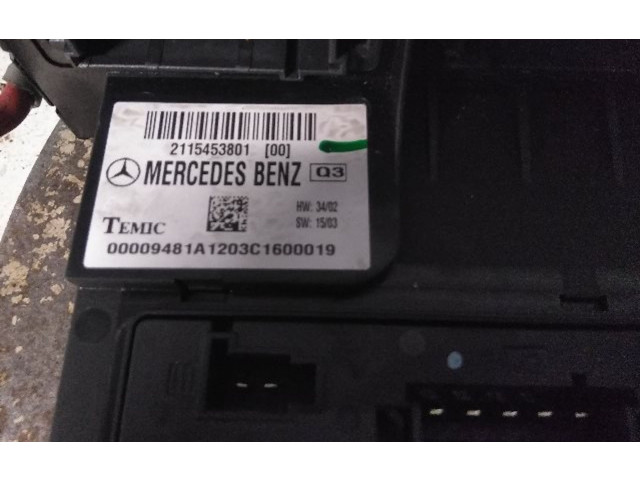 2115453801 [00]
MERCEDES BENZ Q3
HW: 34/02
SW: 15/03
TEMIC
00009481A1203C1600019